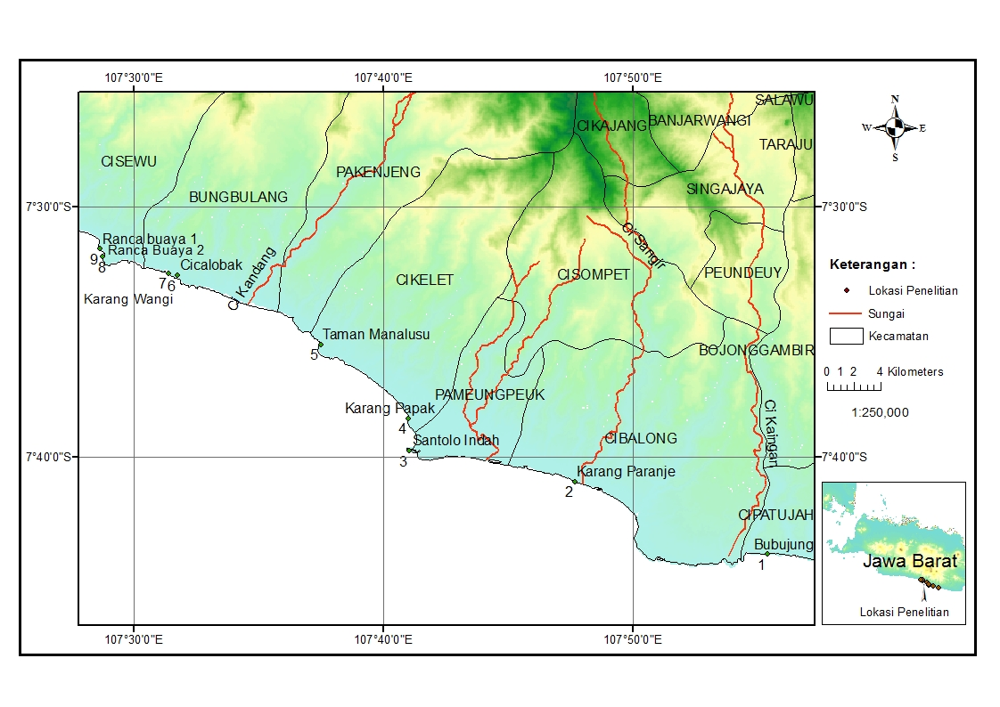 107°30'0"E 107°40'0"E 107°50'0"E
SALAWU
BANJARWANGI
CIKAJANG
TARAJU
CISEWU
PAKENJENG
BUNGBULANG
SINGAJAYA
7°30'0"S 7°30'0"S
Ranca buaya 1
Ranca Buaya 2
9
8
Cicalobak
7 6
Karang Wangi
Ci Kandang
Ci Sangir
CIKELET
CISOMPET
PEUNDEUY
Taman Manalusu
5
BOJONGGAMBIR
PAMEUNGPEUK
Karang Papak
4
Santolo Indah
3
CIBALONG
Ci Kaingan
7°40'0"S 7°40'0"S
Karang Paranje
2
CIPATUJAH
Bubujung
1
107°30'0"E 107°40'0"E 107°50'0"E
N
W E
S
Keterangan :
Lokasi Penelitian
Sungai
Kecamatan
0 1 2 4 Kilometers
1:250,000
Jawa Barat
Lokasi Penelitian